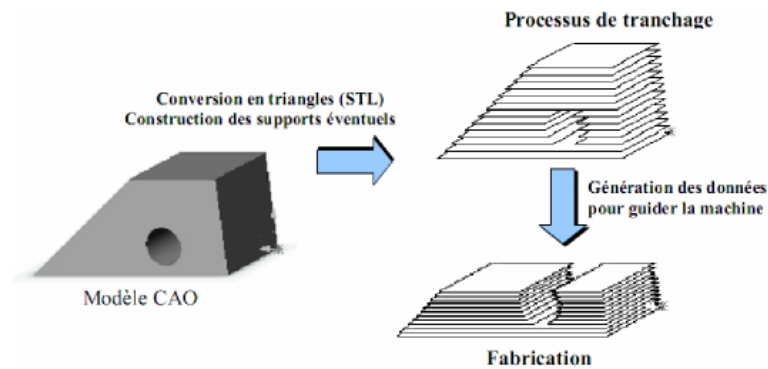 Processus de tranchage
Conversion en triangles (STL)
Construction des supports éventuels
Génération des données
pour guider la machine
Modèle CAO
Fabrication